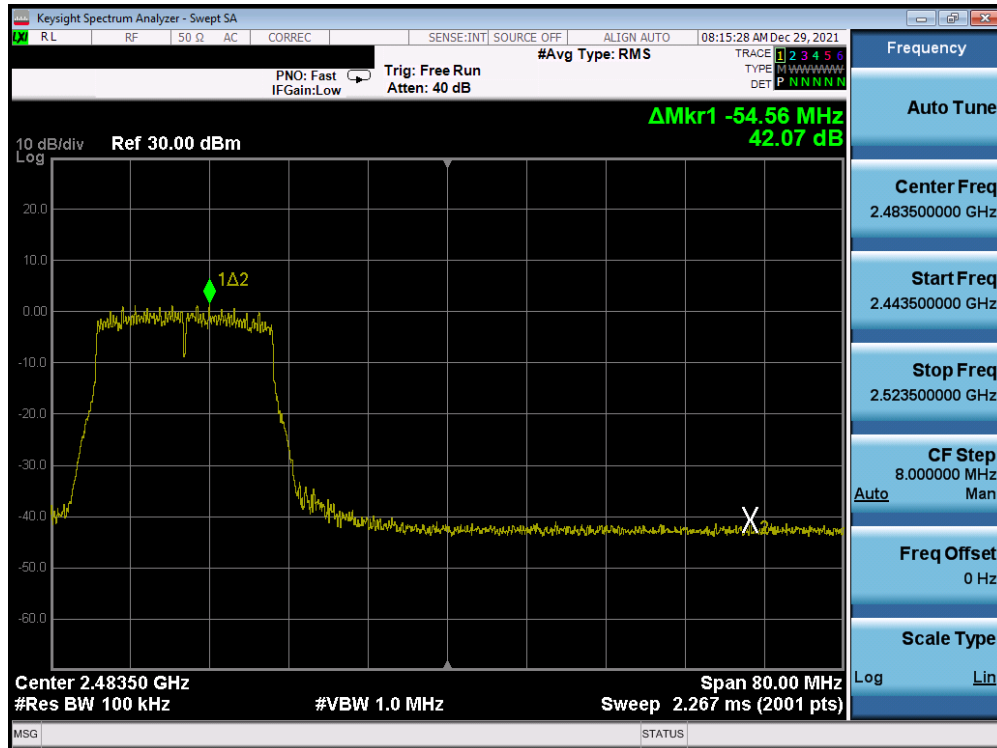 Keysight Spectrum Analyzer - Swept SA
LXI RL RF 50 Ω AC CORREC SENSE:INT SOURCE OFF ALIGN AUTO 08:15:28 AM Dec 29, 2021
#Avg Type: RMS
TRACE 1 2 3 4 5 6
TYPE M WWWWW
DET P N N N N N
PNO: Fast
IFGain:Low
Trig: Free Run
Atten: 40 dB
ΔMkr1 -54.56 MHz
42.07 dB
10 dB/div
Log
Ref 30.00 dBm
20.0
10.0
0.00
-10.0
-20.0
-30.0
-40.0
-50.0
-60.0
1Δ2
X2
Center 2.48350 GHz
#Res BW 100 kHz
#VBW 1.0 MHz
Span 80.00 MHz
Sweep 2.267 ms (2001 pts)
MSG
STATUS
Frequency
Auto Tune
Center Freq
2.483500000 GHz
Start Freq
2.443500000 GHz
Stop Freq
2.523500000 GHz
CF Step
8.000000 MHz
Auto Man
Freq Offset
0 Hz
Scale Type
Log Lin